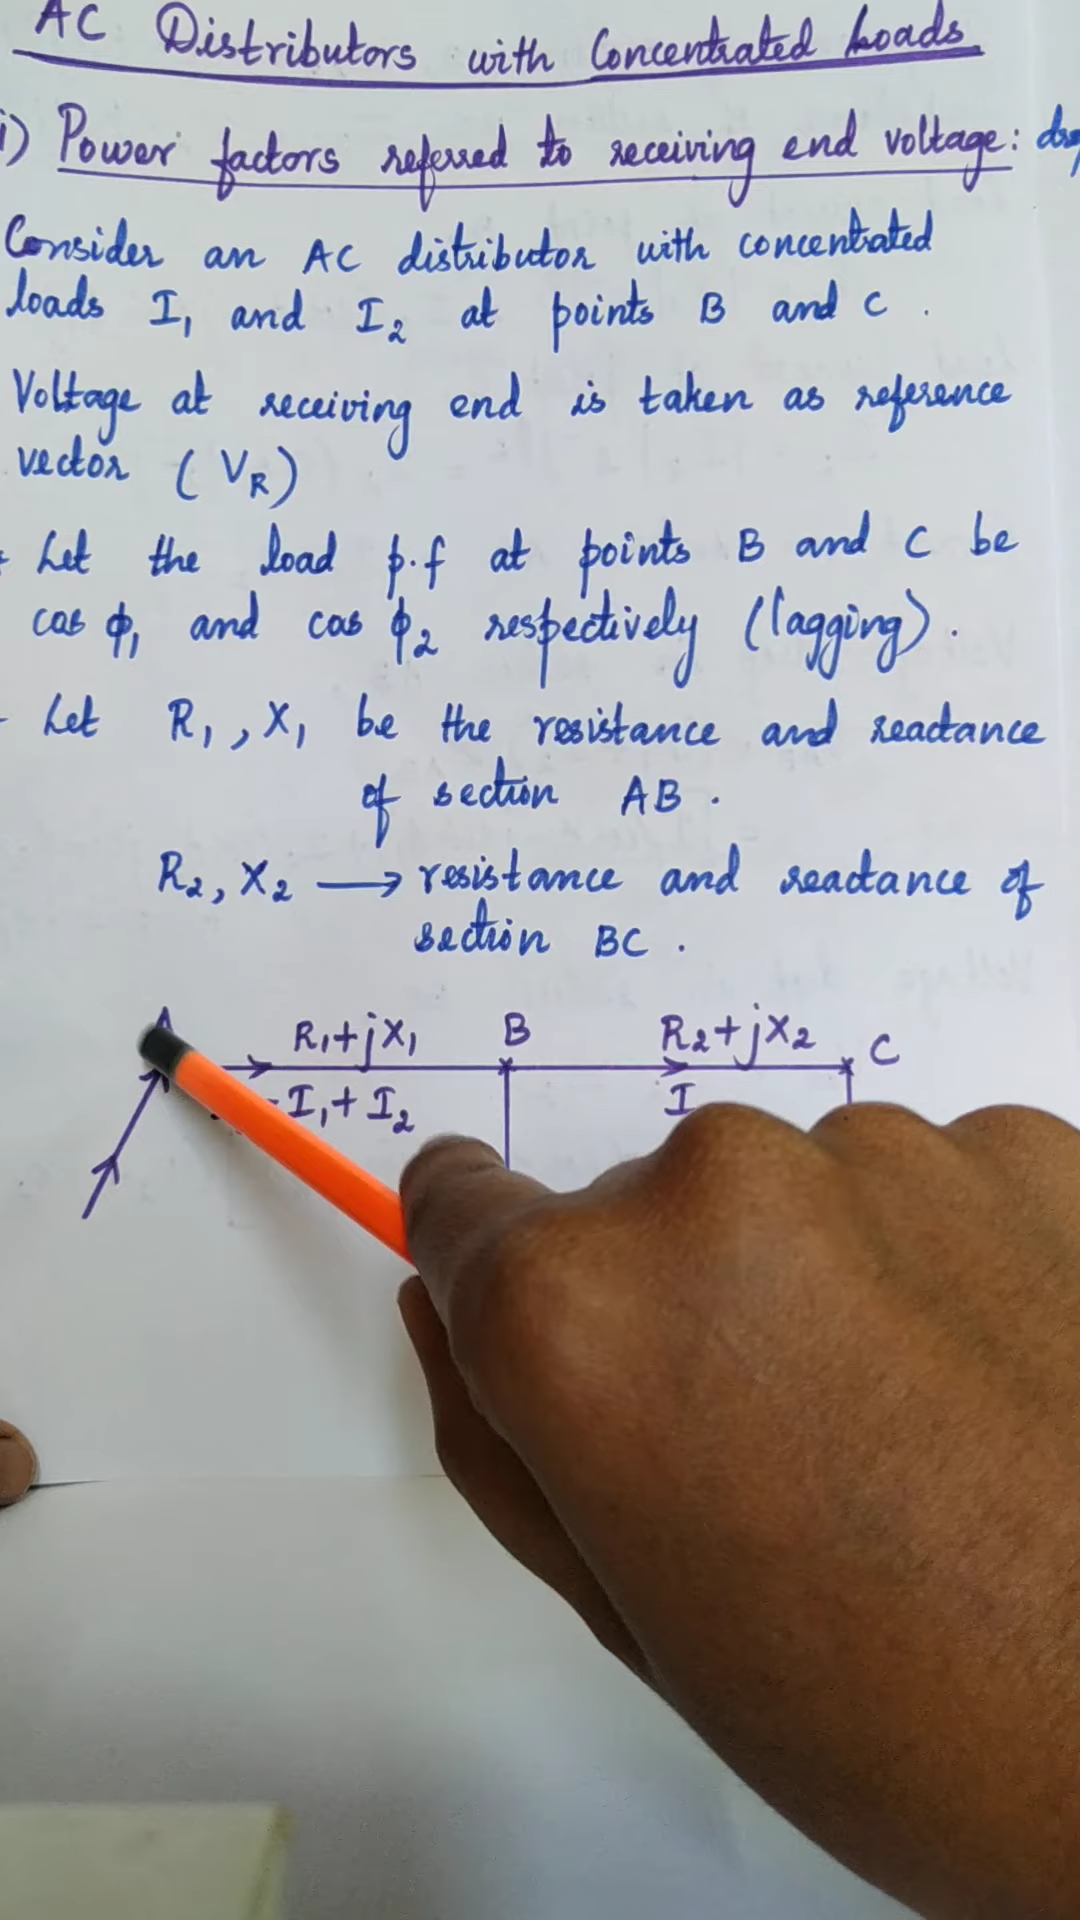 AC Distributors with Concentrated Loads
i) Power factors referred to receiving end voltage:
Consider an AC distributor with concentrated
loads I₁ and I₂ at points B and C .
Voltage at receiving end is taken as reference
vector (V_R)
Let the load p.f at points B and C be
cos ϕ₁ and cos ϕ₂ respectively (lagging).
Let R₁, X₁ be the resistance and reactance
of section AB .
R₂, X₂ → resistance and reactance of
section BC .
R₁+jX₁ B R₂+jX₂ C
I₁+ I₂ I